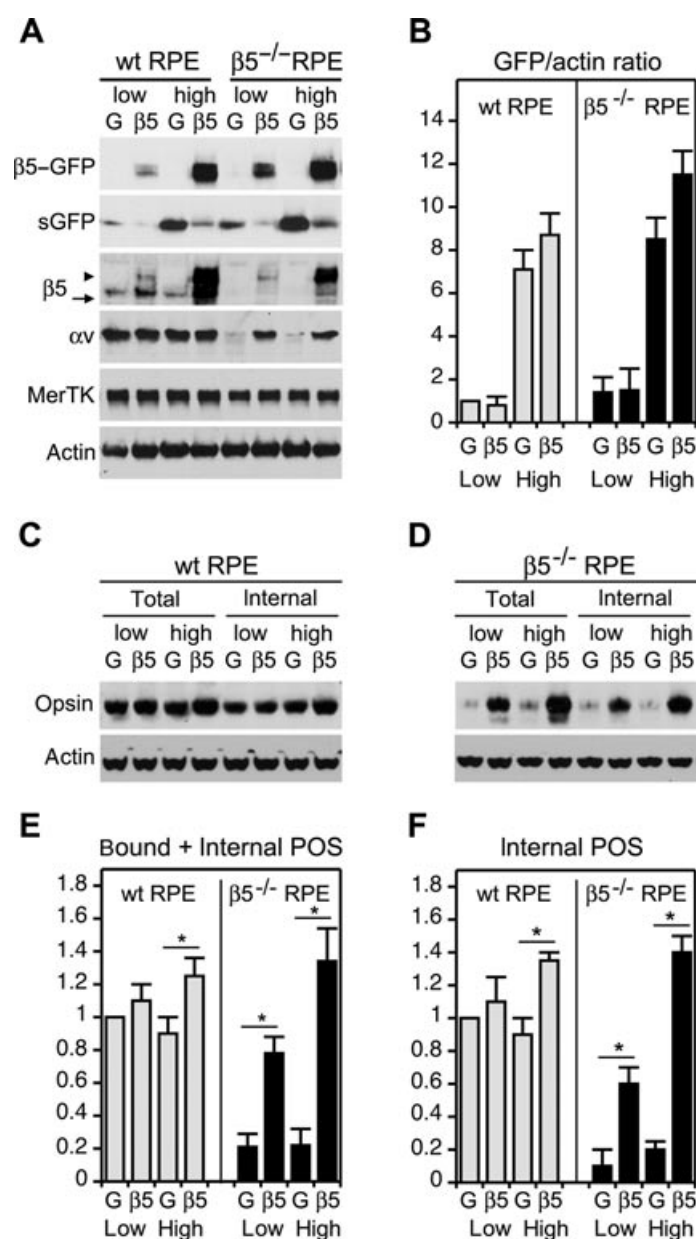 A
wt RPE β5−/−RPE
low high low high
G β5 G β5 G β5 G β5
β5–GFP
sGFP
β5
αv
MerTK
Actin
B
GFP/actin ratio
wt RPE β5-/- RPE
14
12
10
8
6
4
2
0
G β5 G β5 G β5 G β5
Low High Low High
C
wt RPE
Total Internal
low high low high
G β5 G β5 G β5 G β5
Opsin
Actin
D
β5-/- RPE
Total Internal
low high low high
G β5 G β5 G β5 G β5
E
Bound + Internal POS
wt RPE β5-/- RPE
1.8
1.6
1.4
1.2
1
0.8
0.6
0.4
0.2
0
* * *
G β5 G β5 G β5 G β5
Low High Low High
F
Internal POS
wt RPE β5-/- RPE
1.8
1.6
1.4
1.2
1
0.8
0.6
0.4
0.2
0
* * *
G β5 G β5 G β5 G β5
Low High Low High